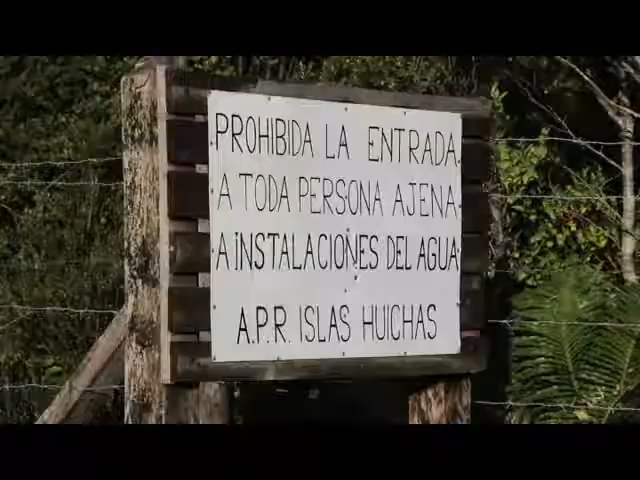 PROHIBIDA LA ENTRADA
A TODA PERSONA AJENA
A INSTALACIONES DEL AGUA
A.P.R. ISLAS HUICHAS